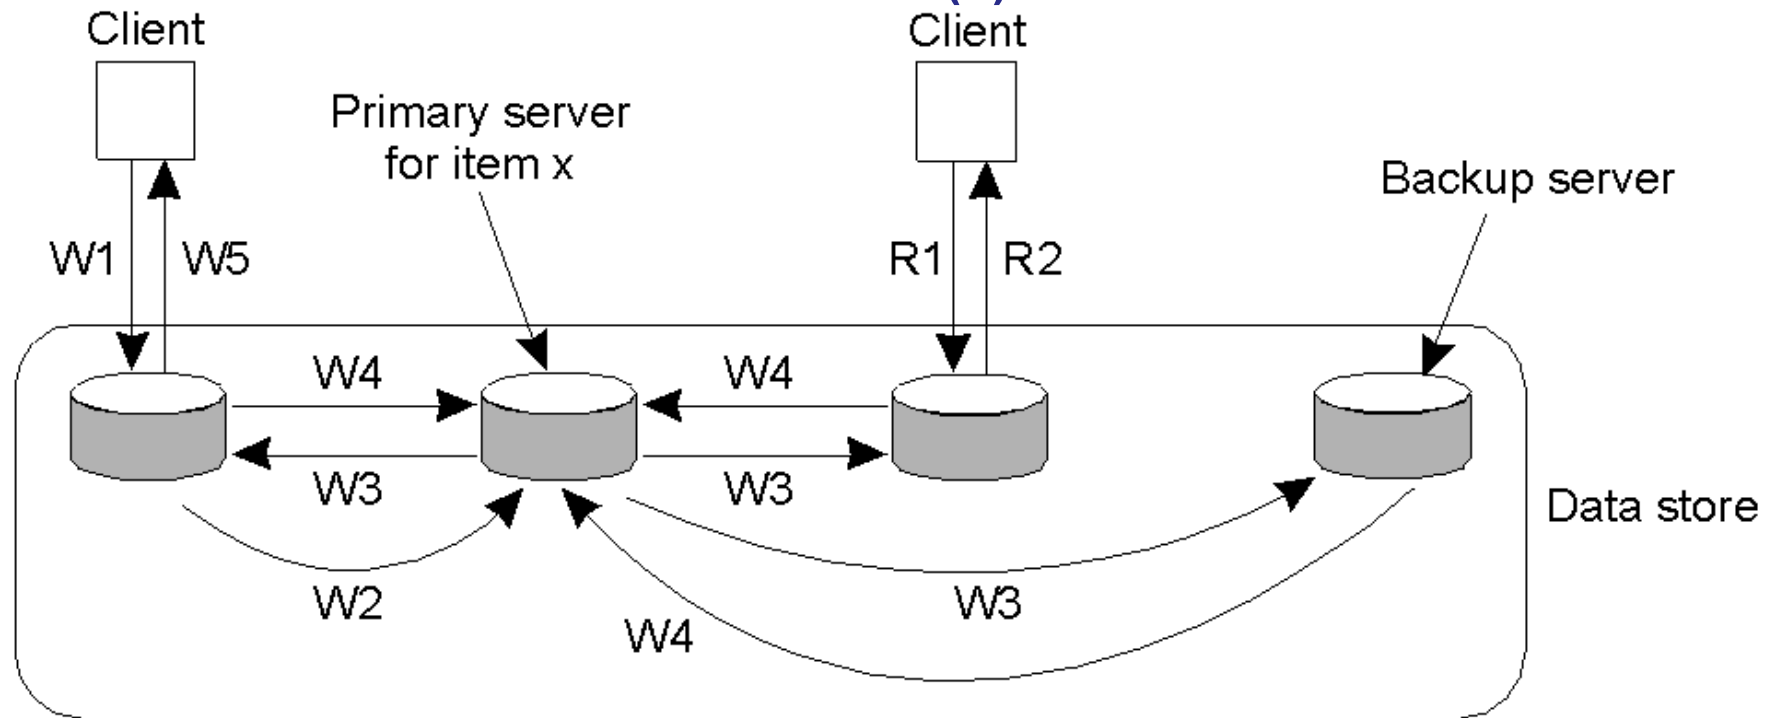 Client
Client
Primary server
for item x
Backup server
W1
W5
R1
R2
W4
W4
W3
W3
Data store
W2
W3
W4